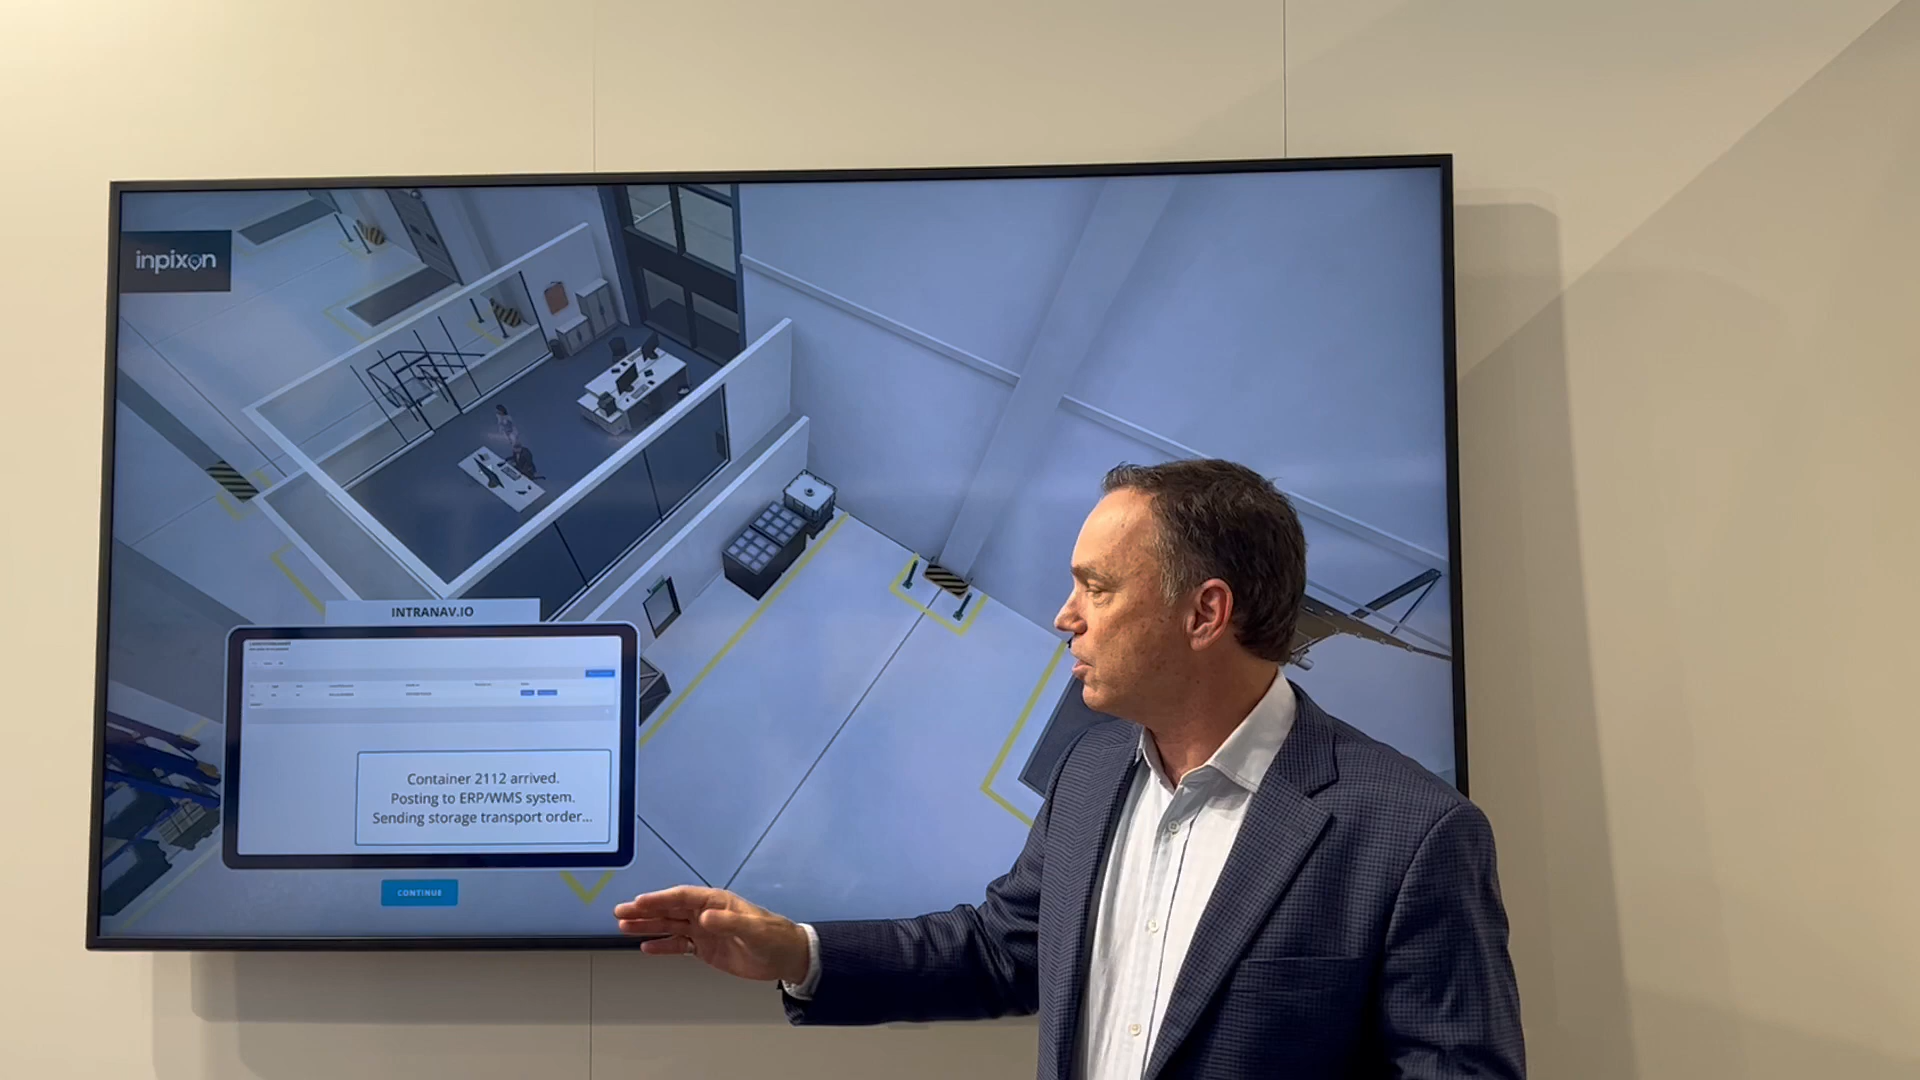 inpixon
INTRANAV.IO
Container 2112 arrived.
Posting to ERP/WMS system.
Sending storage transport order...
CONTINUE